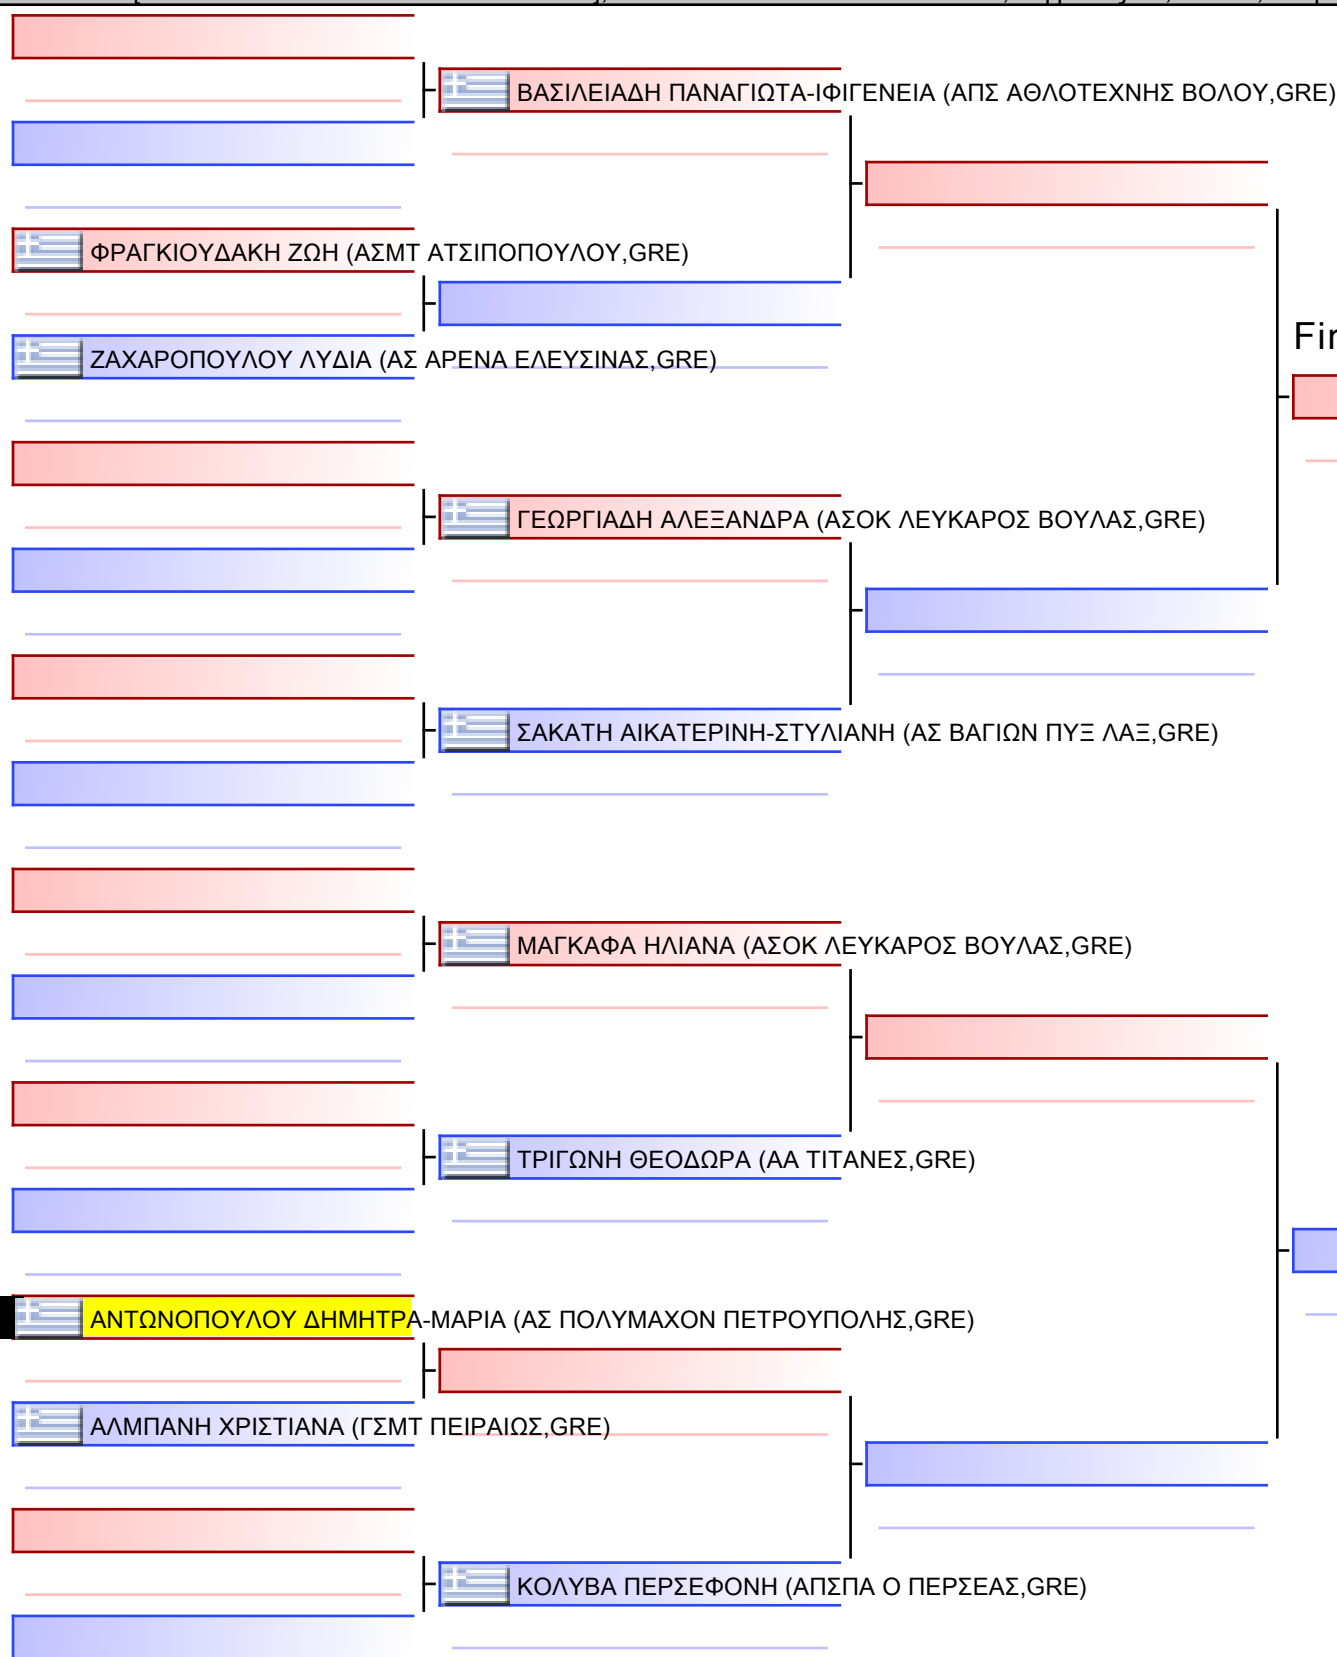 ΒΑΣΙΛΕΙΑΔΗ ΠΑΝΑΓΙΩΤΑ-ΙΦΙΓΕΝΕΙΑ (ΑΠΣ ΑΘΛΟΤΕΧΝΗΣ ΒΟΛΟΥ,GRE)
ΦΡΑΓΚΙΟΥΔΑΚΗ ΖΩΗ (ΑΣΜΤ ΑΤΣΙΠΟΠΟΥΛΟΥ,GRE)
ΖΑΧΑΡΟΠΟΥΛΟΥ ΛΥΔΙΑ (ΑΣ ΑΡΕΝΑ ΕΛΕΥΣΙΝΑΣ,GRE)
ΓΕΩΡΓΙΑΔΗ ΑΛΕΞΑΝΔΡΑ (ΑΣΟΚ ΛΕΥΚΑΡΟΣ ΒΟΥΛΑΣ,GRE)
ΣΑΚΑΤΗ ΑΙΚΑΤΕΡΙΝΗ-ΣΤΥΛΙΑΝΗ (ΑΣ ΒΑΓΙΩΝ ΠΥΞ ΛΑΞ,GRE)
ΜΑΓΚΑΦΑ ΗΛΙΑΝΑ (ΑΣΟΚ ΛΕΥΚΑΡΟΣ ΒΟΥΛΑΣ,GRE)
ΤΡΙΓΩΝΗ ΘΕΟΔΩΡΑ (ΑΑ ΤΙΤΑΝΕΣ,GRE)
ΑΝΤΩΝΟΠΟΥΛΟΥ ΔΗΜΗΤΡΑ-ΜΑΡΙΑ (ΑΣ ΠΟΛΥΜΑΧΟΝ ΠΕΤΡΟΥΠΟΛΗΣ,GRE)
ΑΛΜΠΑΝΗ ΧΡΙΣΤΙΑΝΑ (ΓΣΜΤ ΠΕΙΡΑΙΩΣ,GRE)
ΚΟΛΥΒΑ ΠΕΡΣΕΦΟΝΗ (ΑΠΣΠΑ Ο ΠΕΡΣΕΑΣ,GRE)